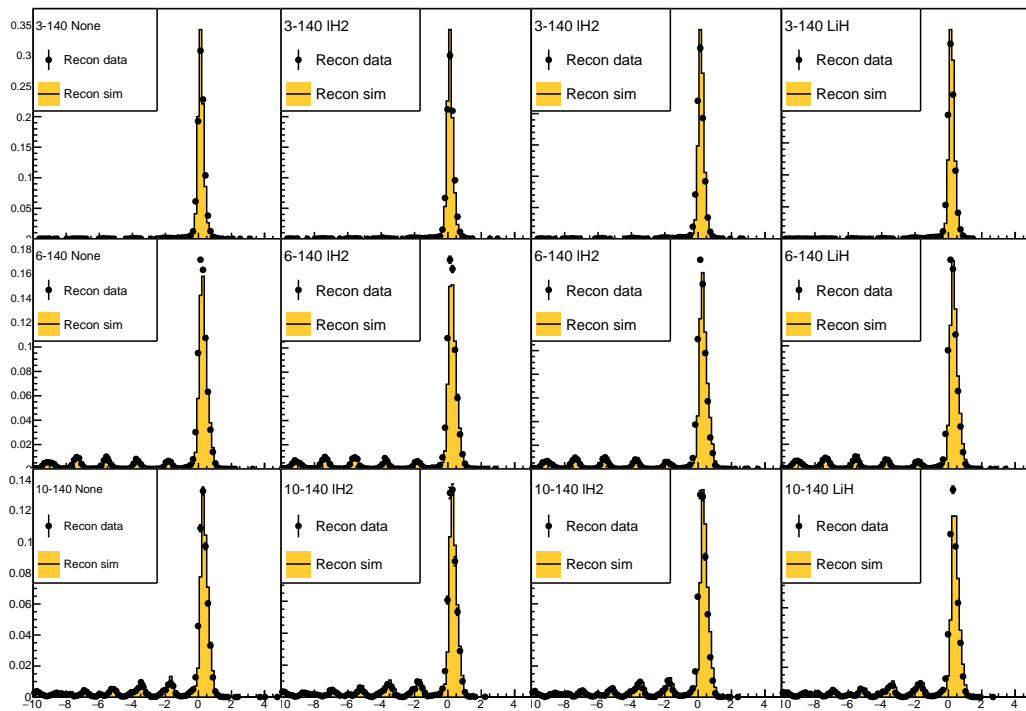 3-140 None
Recon data
Recon sim
3-140 lH2
Recon data
Recon sim
3-140 lH2
Recon data
Recon sim
3-140 LiH
Recon data
Recon sim
0.35
0.3
0.25
0.2
0.15
0.1
0.05
0
6-140 None
Recon data
Recon sim
6-140 lH2
Recon data
Recon sim
6-140 lH2
Recon data
Recon sim
6-140 LiH
Recon data
Recon sim
0.18
0.16
0.14
0.12
0.1
0.08
0.06
0.04
0.02
10-140 None
Recon data
Recon sim
10-140 lH2
Recon data
Recon sim
10-140 lH2
Recon data
Recon sim
10-140 LiH
Recon data
Recon sim
0.14
0.12
0.1
0.08
0.06
0.04
0.02
0
−10 −8 −6 −4 −2 0 2 4
−10 −8 −6 −4 −2 0 2 4
−10 −8 −6 −4 −2 0 2 4
−10 −8 −6 −4 −2 0 2 4